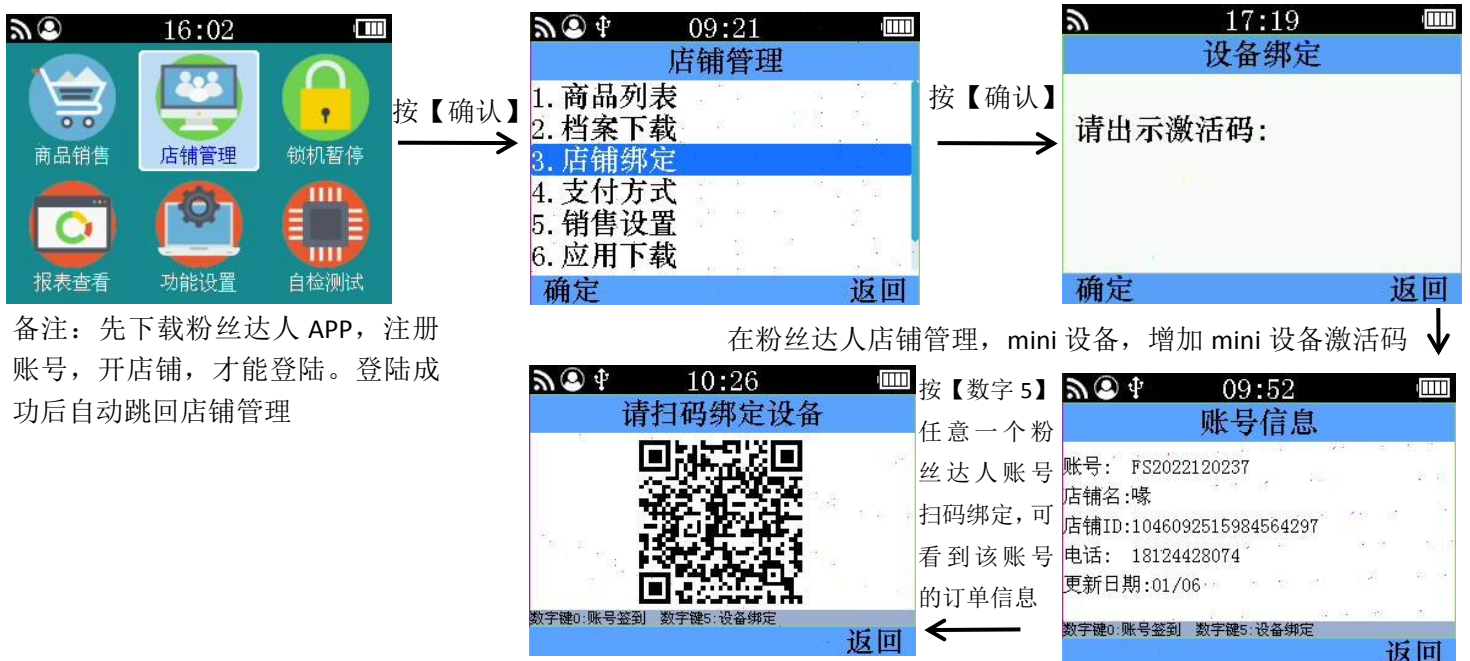 16:02
商品销售 店铺管理 锁机暂停
报表查看 功能设置 自检测试
按【确认】
09:21
店铺管理
1.商品列表
2.档案下载
3.店铺绑定
4.支付方式
5.销售设置
6.应用下载
确定 返回
按【确认】
17:19
设备绑定
请出示激活码:
确定 返回
备注：先下载粉丝达人 APP，注册
账号，开店铺，才能登陆。登陆成
功后自动跳回店铺管理
在粉丝达人店铺管理，mini 设备，增加 mini 设备激活码
09:52
账号信息
账号: FS2022120237
店铺名:喙
店铺ID:1046092515984564297
电话: 18124428074
更新日期:01/06
数字键0:账号签到 数字键5:设备绑定
返回
按【数字 5】
任意一个粉
丝达人账号
扫码绑定，可
看到该账号
的订单信息
10:26
请扫码绑定设备
数字键0:账号签到 数字键5:设备绑定
返回